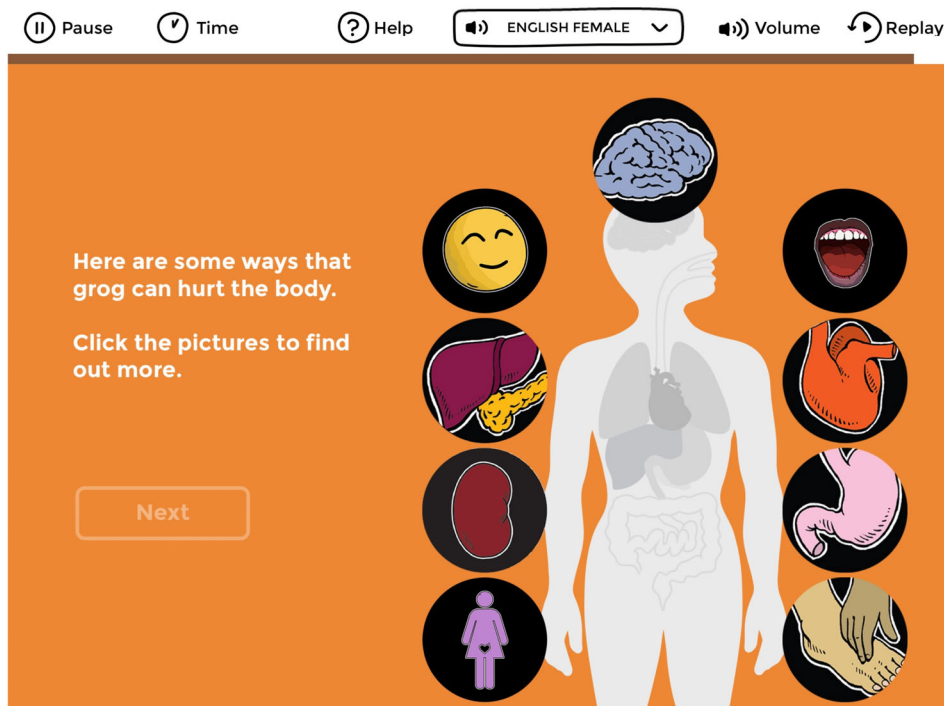 Pause Time Help ENGLISH FEMALE Volume Replay
Here are some ways that
grog can hurt the body.
Click the pictures to find
out more.
Next